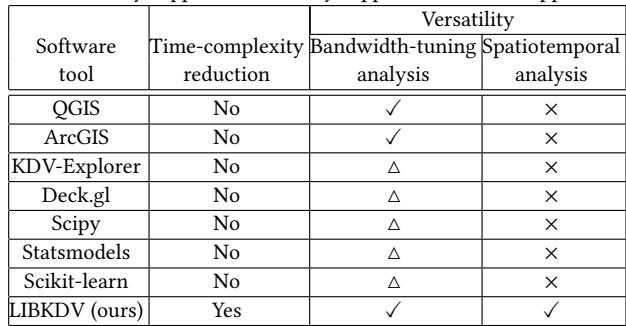 Versatility
Software Time-complexity Bandwidth-tuning Spatiotemporal
tool reduction analysis analysis
QGIS No ✓ ×
ArcGIS No ✓ ×
KDV-Explorer No △ ×
Deck.gl No △ ×
Scipy No △ ×
Statsmodels No △ ×
Scikit-learn No △ ×
LIBKDV (ours) Yes ✓ ✓